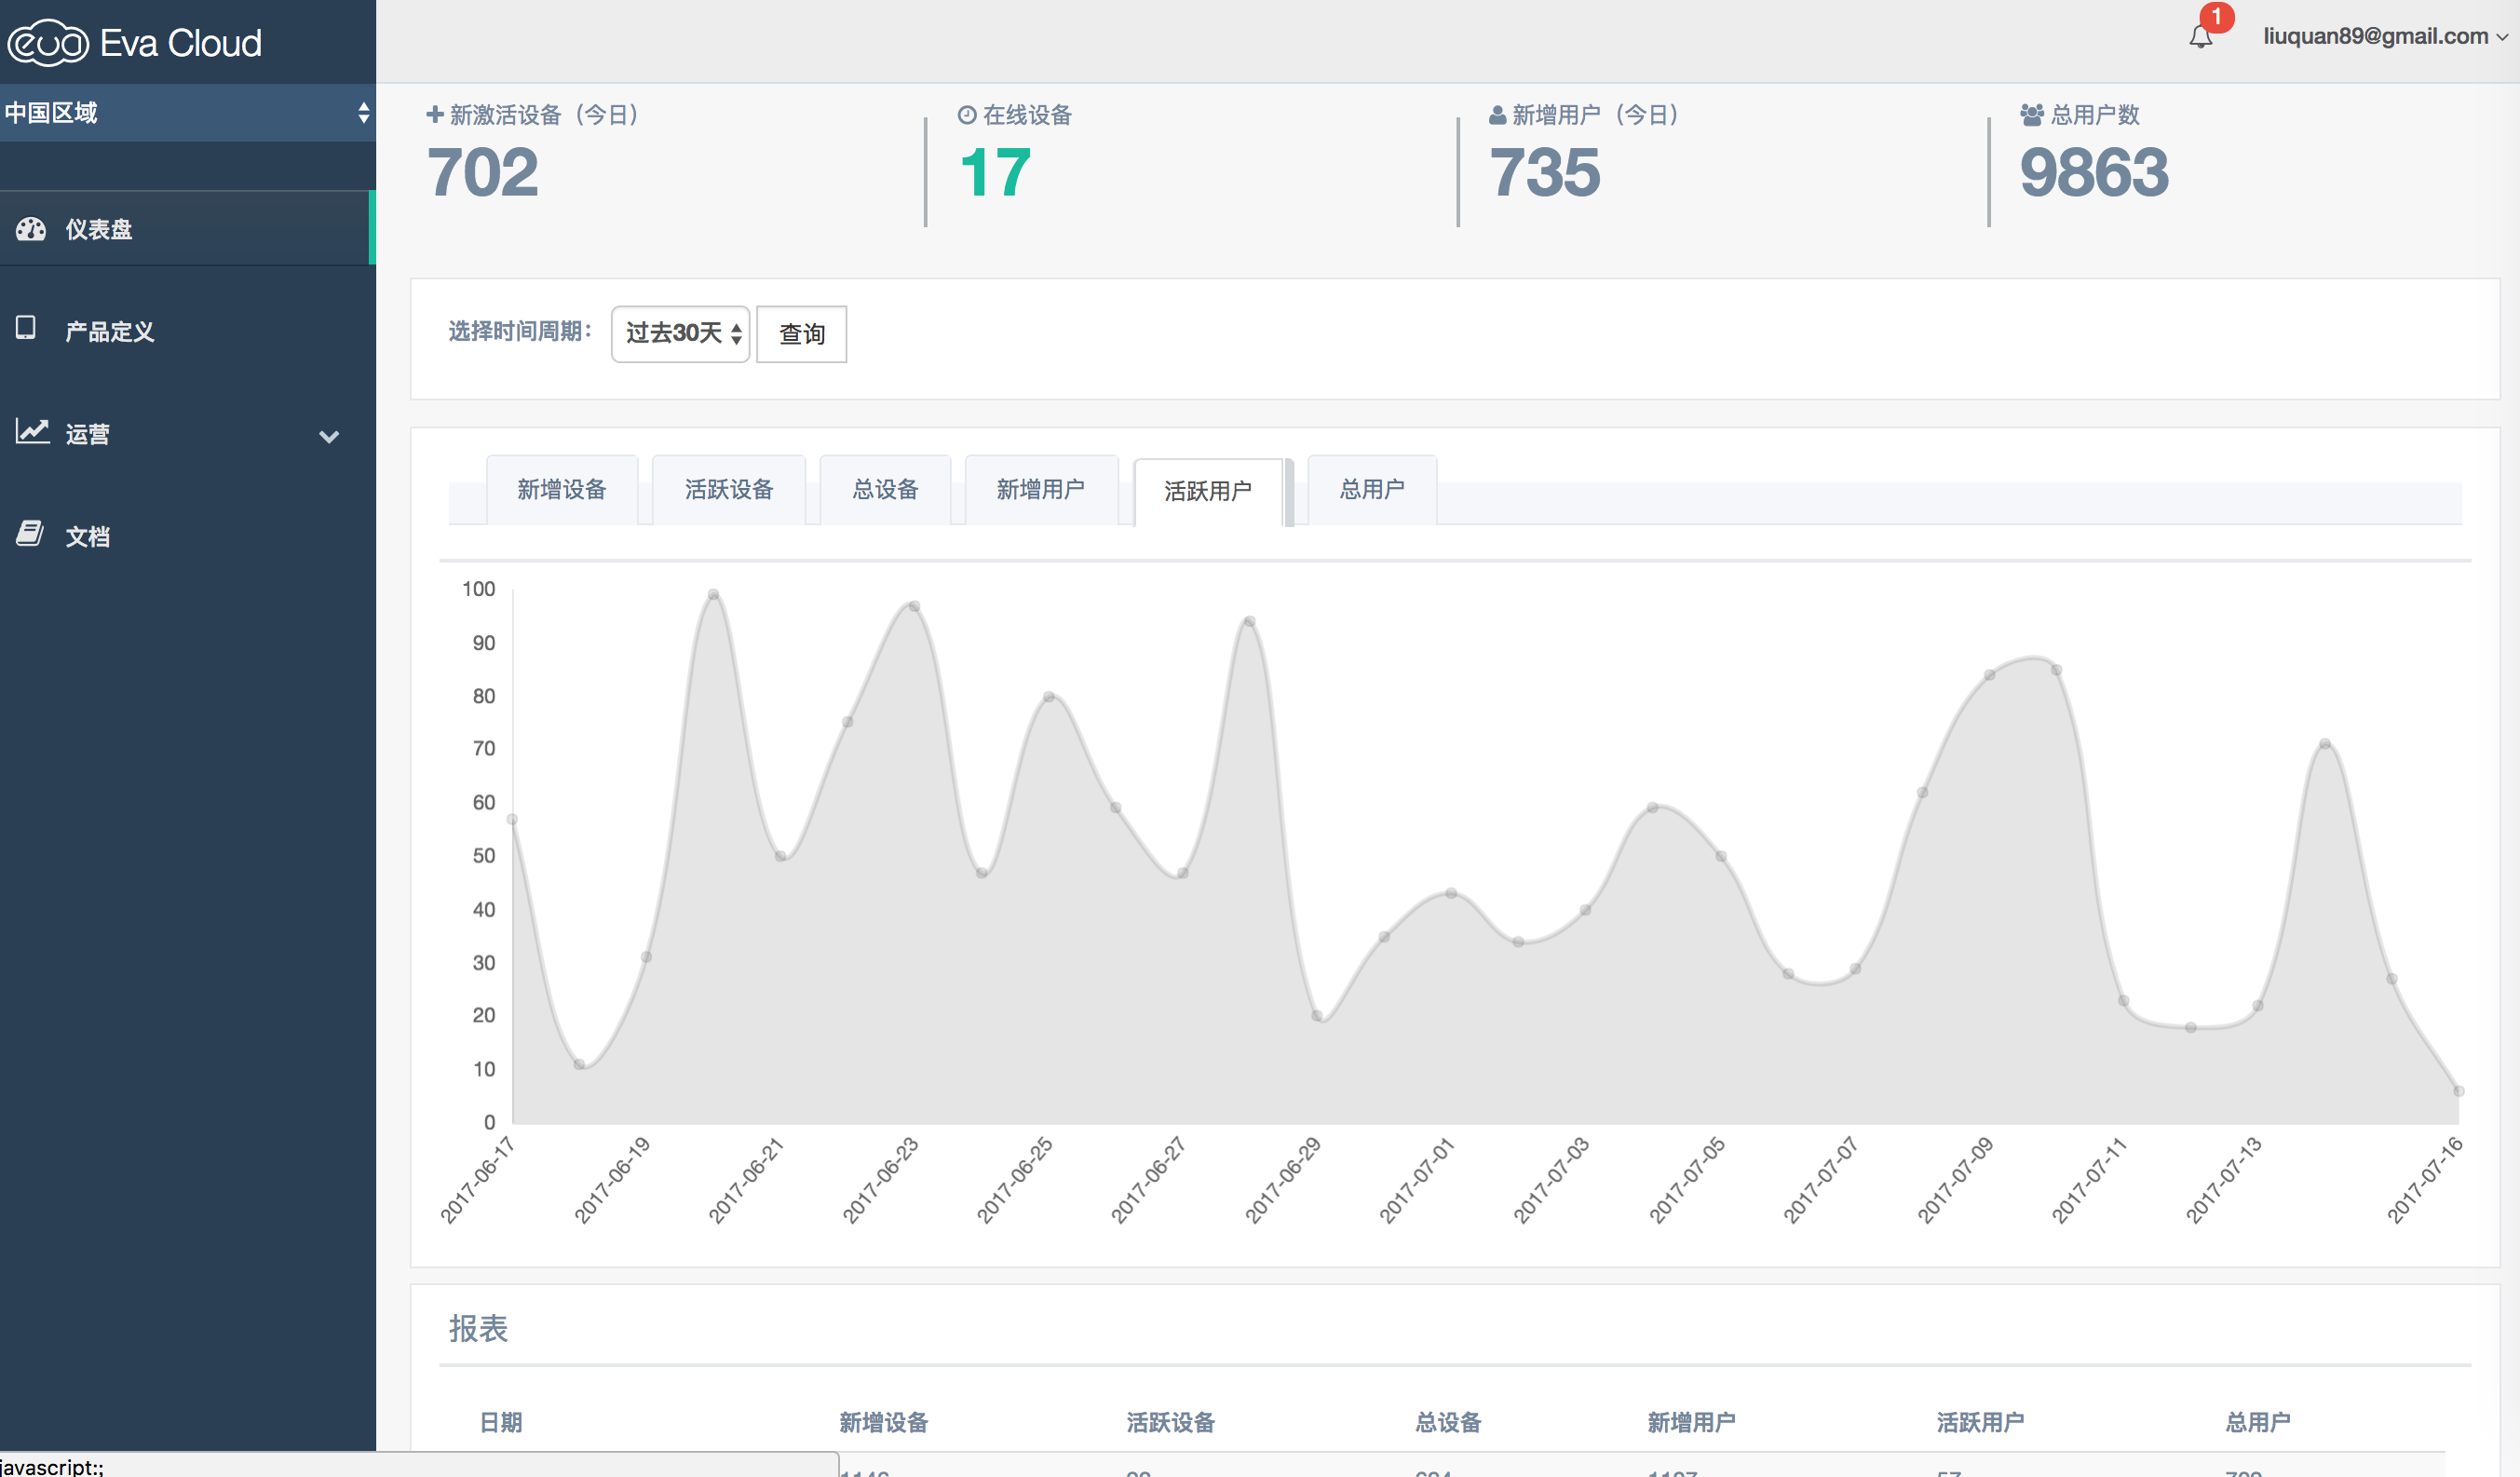 eva Eva Cloud
1
liuquan89@gmail.com
中国区域
仪表盘
产品定义
运营
文档
新激活设备（今日）
702
在线设备
17
新增用户（今日）
735
总用户数
9863
选择时间周期： 过去30天 查询
新增设备 活跃设备 总设备 新增用户 活跃用户 总用户
100
90
80
70
60
50
40
30
20
10
0
2017-06-17 2017-06-19 2017-06-21 2017-06-23 2017-06-25 2017-06-27 2017-06-29 2017-07-01 2017-07-03 2017-07-05 2017-07-07 2017-07-09 2017-07-11 2017-07-13 2017-07-16
报表
日期 新增设备 活跃设备 总设备 新增用户 活跃用户 总用户
javascript:;